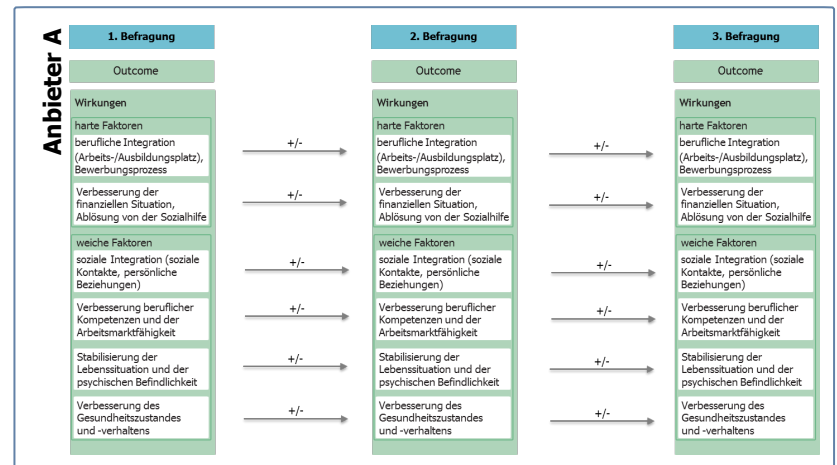 Anbieter A
1. Befragung
Outcome
Wirkungen
harte Faktoren
berufliche Integration
(Arbeits-/Ausbildungsplatz),
Bewerbungsprozess
Verbesserung der
finanziellen Situation,
Ablösung von der Sozialhilfe
weiche Faktoren
soziale Integration (soziale
Kontakte, persönliche
Beziehungen)
Verbesserung beruflicher
Kompetenzen und der
Arbeitsmarktfähigkeit
Stabilisierung der
Lebenssituation und der
psychischen Befindlichkeit
Verbesserung des
Gesundheitszustandes
und -verhaltens
+/-
+/-
+/-
+/-
+/-
+/-
2. Befragung
Outcome
Wirkungen
harte Faktoren
berufliche Integration
(Arbeits-/Ausbildungsplatz),
Bewerbungsprozess
Verbesserung der
finanziellen Situation,
Ablösung von der Sozialhilfe
weiche Faktoren
soziale Integration (soziale
Kontakte, persönliche
Beziehungen)
Verbesserung beruflicher
Kompetenzen und der
Arbeitsmarktfähigkeit
Stabilisierung der
Lebenssituation und der
psychischen Befindlichkeit
Verbesserung des
Gesundheitszustandes
und -verhaltens
+/-
+/-
+/-
+/-
+/-
+/-
3. Befragung
Outcome
Wirkungen
harte Faktoren
berufliche Integration
(Arbeits-/Ausbildungsplatz),
Bewerbungsprozess
Verbesserung der
finanziellen Situation,
Ablösung von der Sozialhilfe
weiche Faktoren
soziale Integration (soziale
Kontakte, persönliche
Beziehungen)
Verbesserung beruflicher
Kompetenzen und der
Arbeitsmarktfähigkeit
Stabilisierung der
Lebenssituation und der
psychischen Befindlichkeit
Verbesserung des
Gesundheitszustandes
und -verhaltens